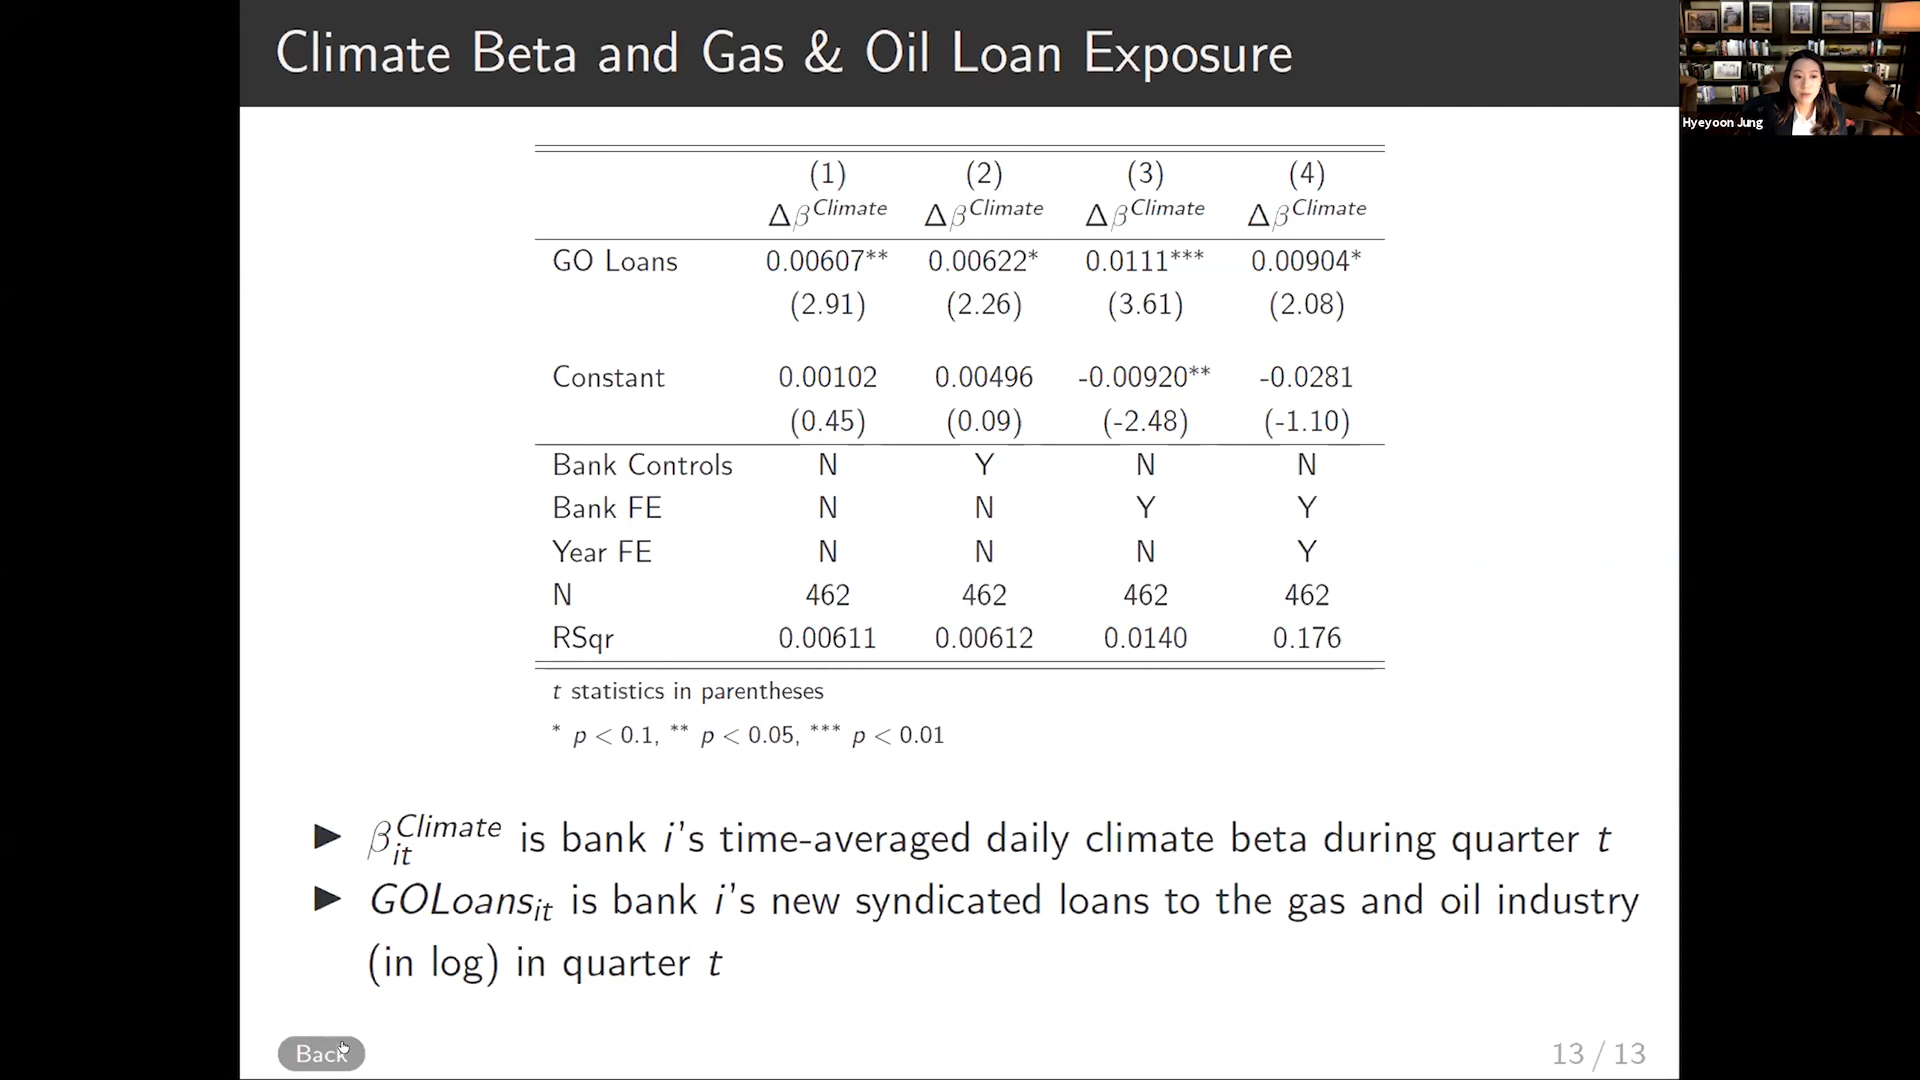 Climate Beta and Gas & Oil Loan Exposure
Hyeyoon Jung
(1) (2) (3) (4)
Δβ^Climate Δβ^Climate Δβ^Climate Δβ^Climate
GO Loans 0.00607** 0.00622* 0.0111*** 0.00904*
(2.91) (2.26) (3.61) (2.08)
Constant 0.00102 0.00496 -0.00920** -0.0281
(0.45) (0.09) (-2.48) (-1.10)
Bank Controls N Y N N
Bank FE N N Y Y
Year FE N N N Y
N 462 462 462 462
RSqr 0.00611 0.00612 0.0140 0.176
t statistics in parentheses
* p < 0.1, ** p < 0.05, *** p < 0.01
▶ β_it^Climate is bank i's time-averaged daily climate beta during quarter t
▶ GOLoans_it is bank i's new syndicated loans to the gas and oil industry
(in log) in quarter t
Back
13 / 13